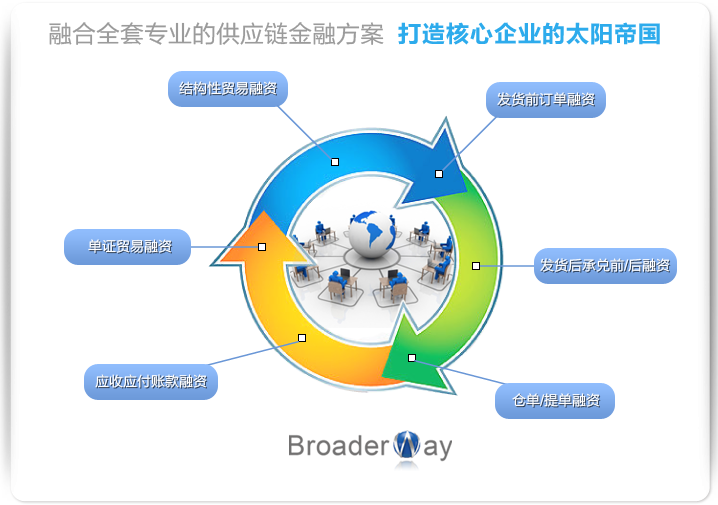 融合全套专业的供应链金融方案 打造核心企业的太阳帝国
结构性贸易融资
发货前订单融资
单证贸易融资
发货后承兑前/后融资
应收应付账款融资
仓单/提单融资
BroaderWay